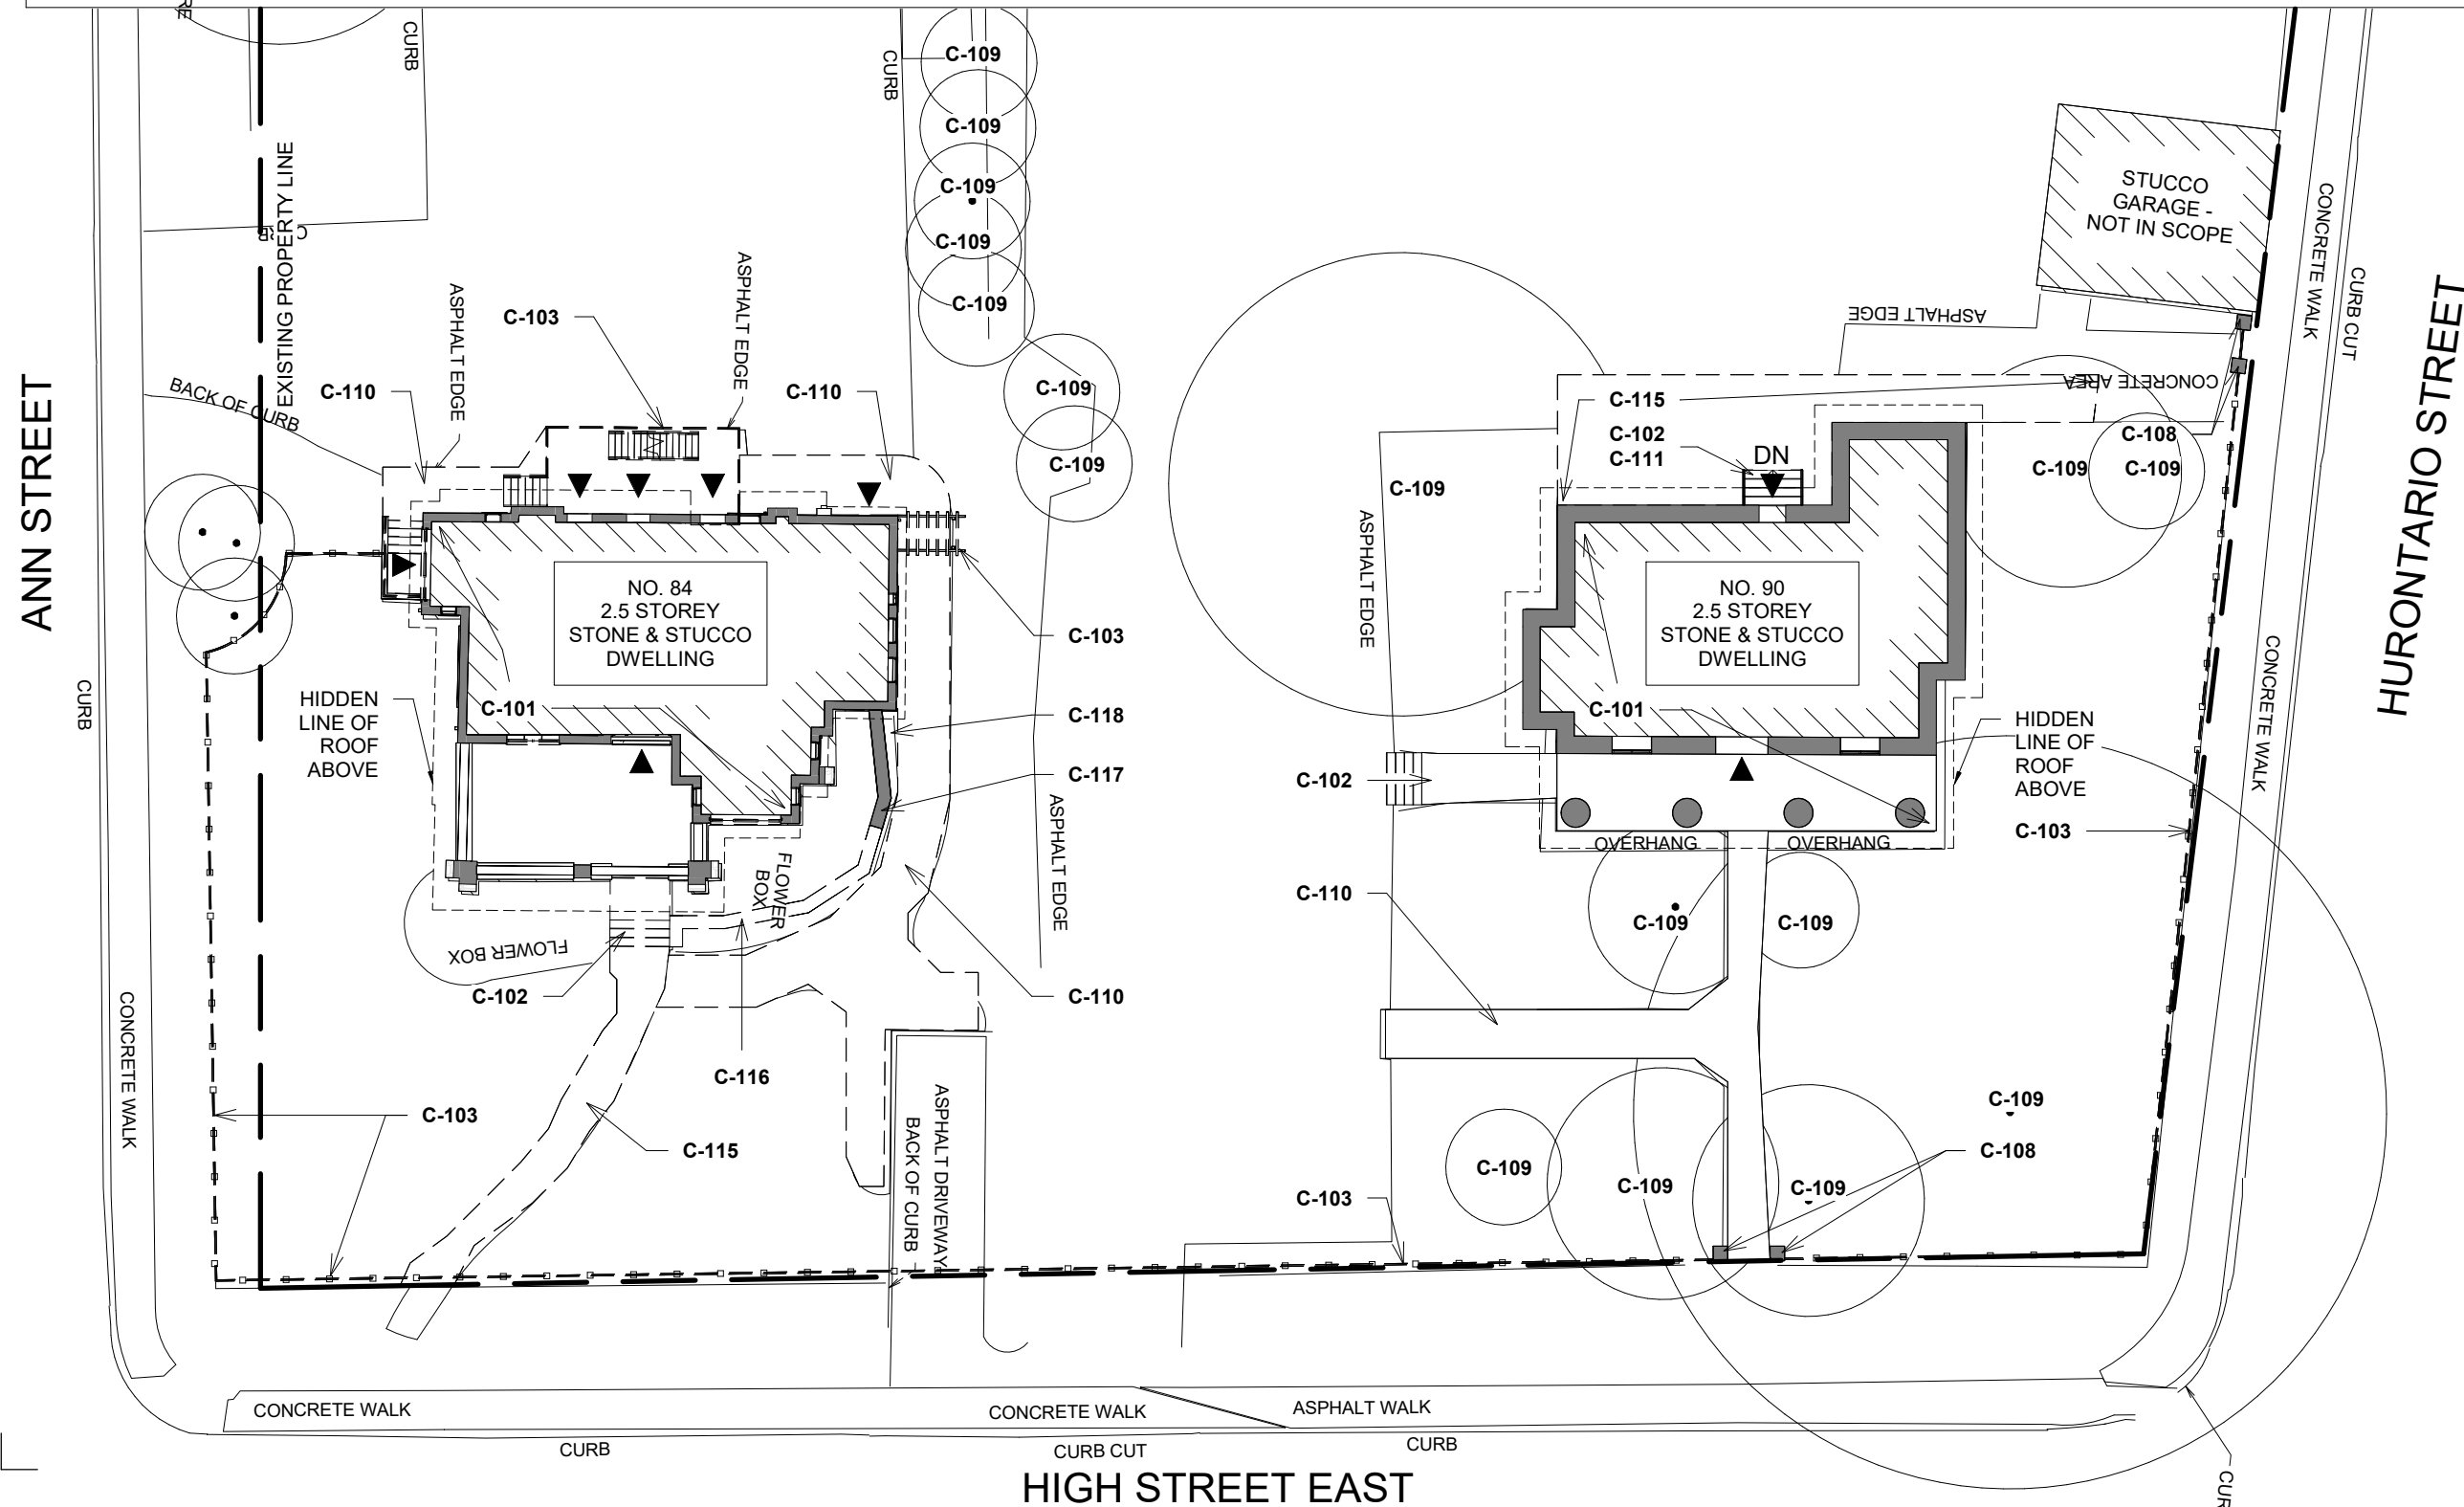 RE
CURB
CURB
C-109
C-109
C-109
C-109
C-109
C-109
C-109
EXISTING PROPERTY LINE
CURB
ASPHALT EDGE
ASPHALT EDGE
C-103
C-110
C-110
BACK OF CURB
ANN STREET
CURB
CONCRETE WALK
NO. 84
2.5 STOREY
STONE & STUCCO
DWELLING
C-101
HIDDEN
LINE OF
ROOF
ABOVE
C-103
C-118
C-117
ASPHALT EDGE
FLOWER
BOX
FLOWER BOX
C-102
C-110
C-116
C-103
C-115
ASPHALT DRIVEWAY
BACK OF CURB
STUCCO
GARAGE -
NOT IN SCOPE
CONCRETE WALK
CURB CUT
HURONTARIO STREET
ASPHALT EDGE
CONCRETE AREA
C-115
C-102
C-111
DN
C-108
C-109
C-109
C-109
ASPHALT EDGE
NO. 90
2.5 STOREY
STONE & STUCCO
DWELLING
C-101
CONCRETE WALK
HIDDEN
LINE OF
ROOF
ABOVE
C-102
C-103
OVERHANG
OVERHANG
C-110
C-109
C-109
C-109
C-108
C-109
C-109
C-109
C-103
CONCRETE WALK
CONCRETE WALK
ASPHALT WALK
CURB
CURB CUT
CURB
CUR
HIGH STREET EAST